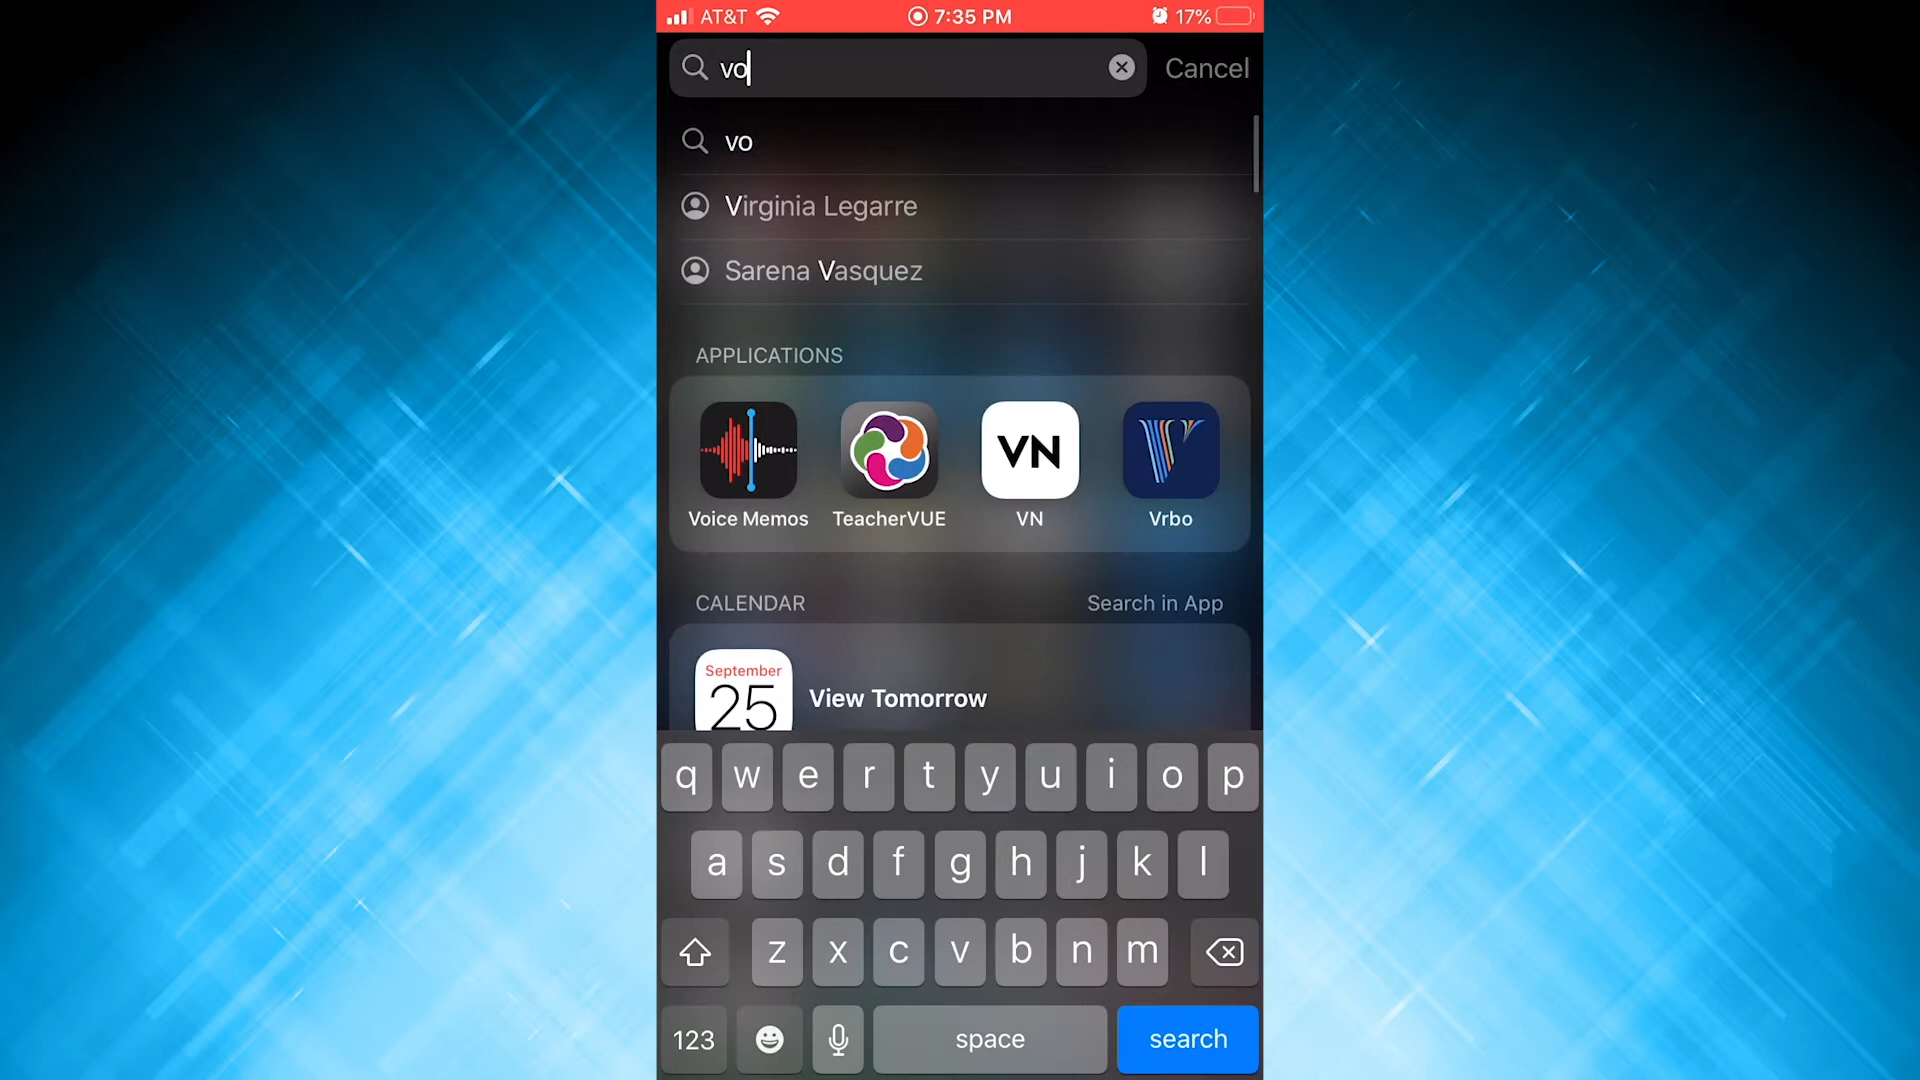 AT&T 7:35 PM 17%
vo Cancel
vo
Virginia Legarre
Sarena Vasquez
APPLICATIONS
VN
Voice Memos TeacherVUE VN Vrbo
CALENDAR Search in App
September
25 View Tomorrow
q w e r t y u i o p
a s d f g h j k l
z x c v b n m
123 space search